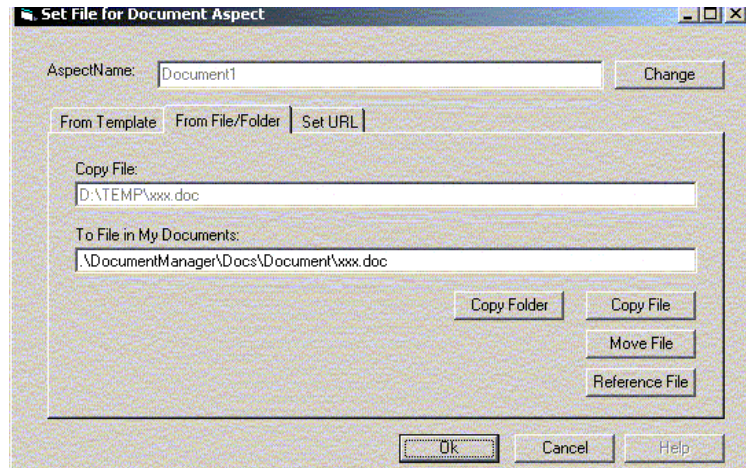 Set File for Document Aspect
AspectName: Document1 Change
From Template From File/Folder Set URL
Copy File:
D:\TEMP\xxx.doc
To File in My Documents:
.\DocumentManager\Docs\Document\xxx.doc
Copy Folder Copy File
Move File
Reference File
Ok Cancel Help